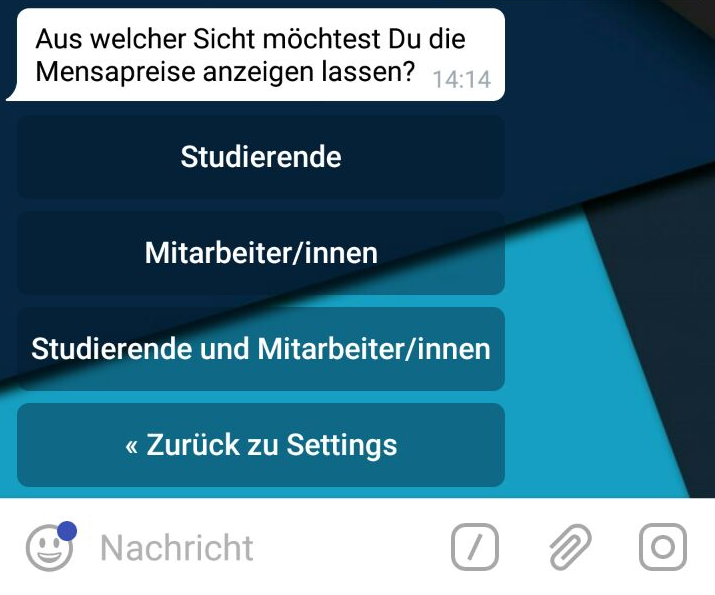 Aus welcher Sicht möchtest Du die
Mensapreise anzeigen lassen? 14:14
Studierende
Mitarbeiter/innen
Studierende und Mitarbeiter/innen
« Zurück zu Settings
Nachricht